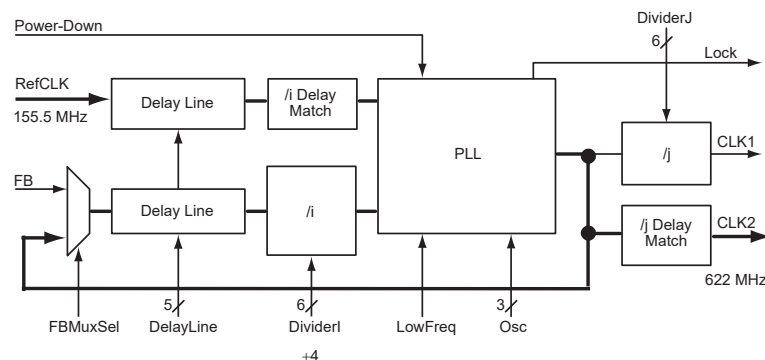 DividerJ
Power-Down
6
Lock
RefCLK
155.5 MHz
Delay Line
/i Delay
Match
PLL
/j
CLK1
FB
Delay Line
/i
/j Delay
Match
CLK2
622 MHz
5
6
3
FBMuxSel
DelayLine
DividerI
LowFreq
Osc
+4